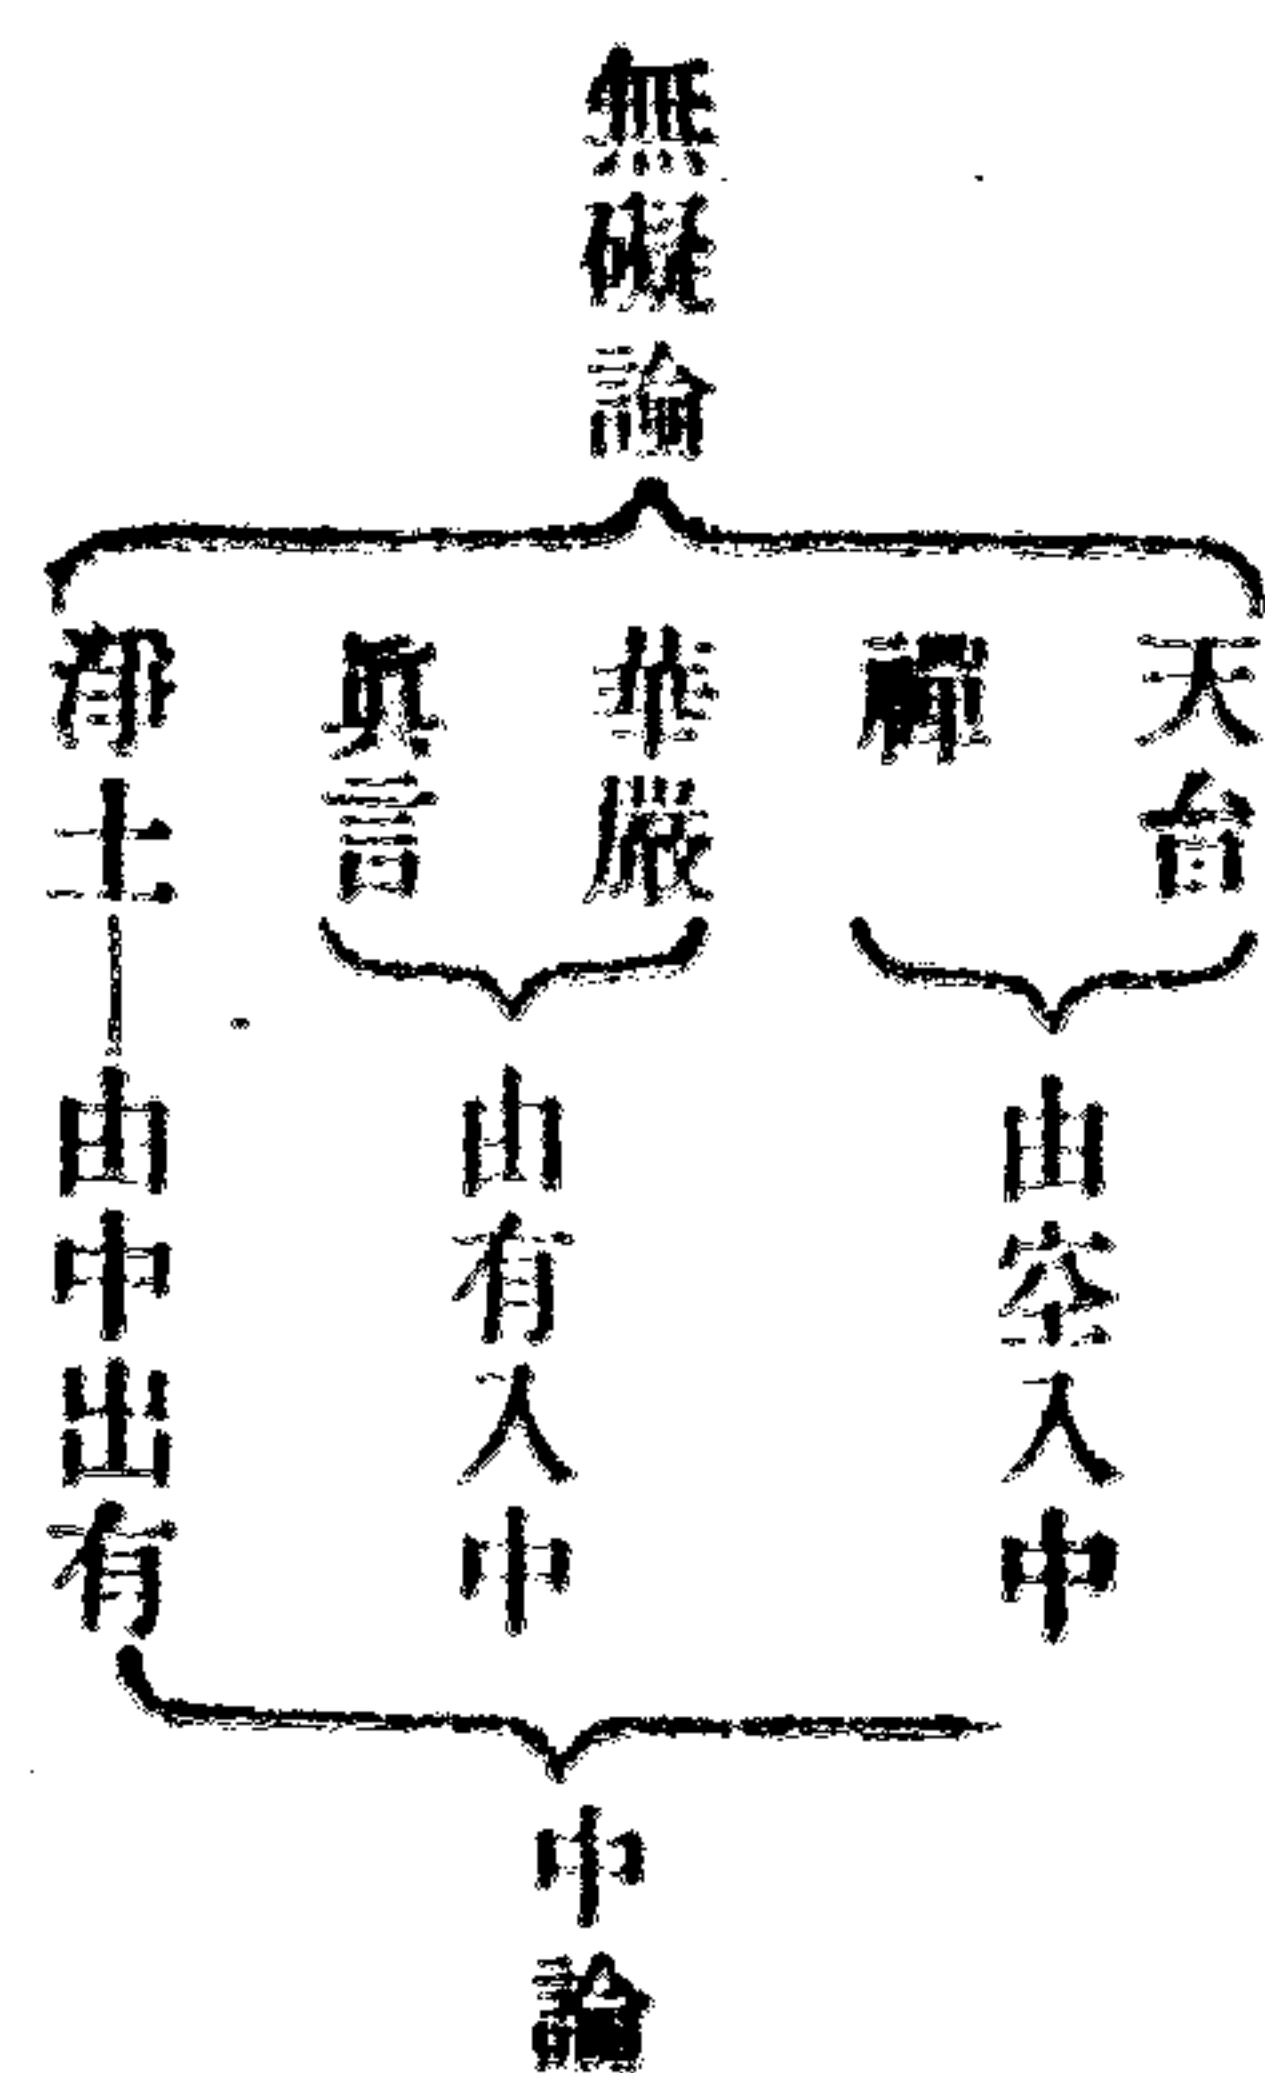 無礙論
天台
禪
華嚴
眞言
淨土
由空入中
由有入中
由中出有
中論